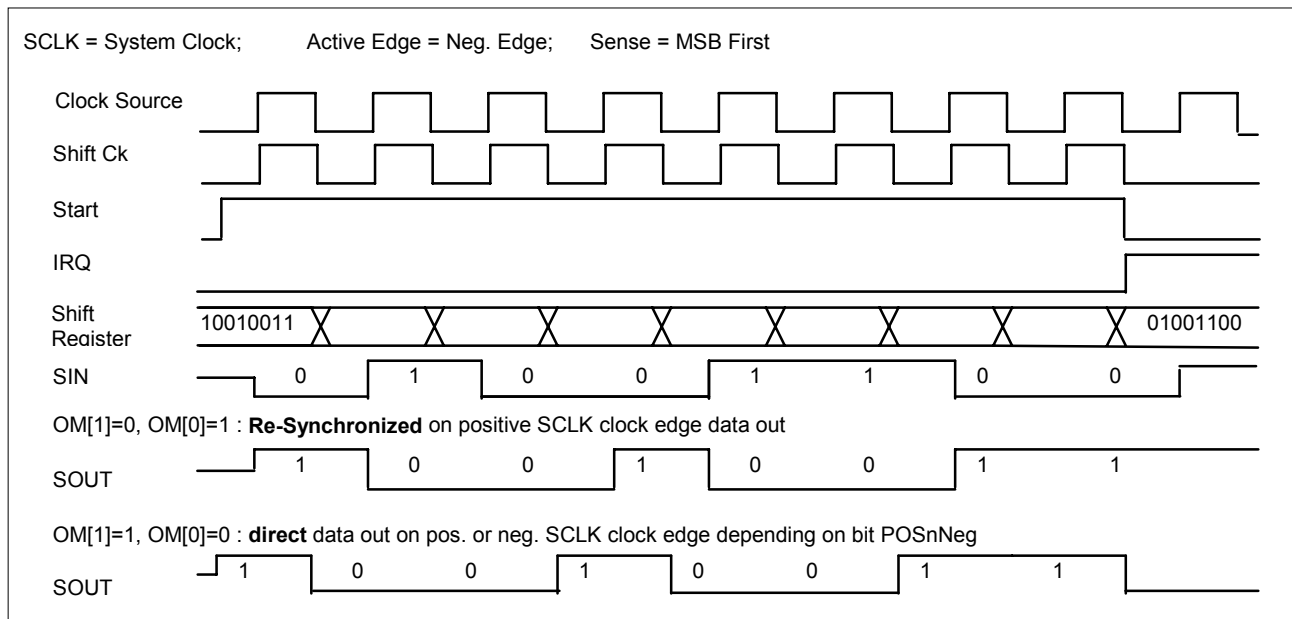 SCLK = System Clock; Active Edge = Neg. Edge; Sense = MSB First
Clock Source
Shift Ck
Start
IRQ
Shift
Register
10010011 01001100
SIN
0 1 0 0 1 1 0 0
OM[1]=0, OM[0]=1 : Re-Synchronized on positive SCLK clock edge data out
SOUT
1 0 0 1 0 0 1 1
OM[1]=1, OM[0]=0 : direct data out on pos. or neg. SCLK clock edge depending on bit POSnNeg
SOUT
1 0 0 1 0 0 1 1